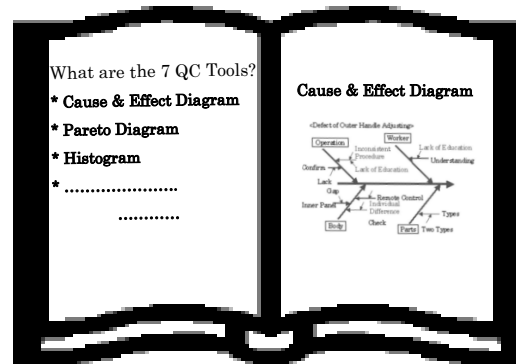 What are the 7 QC Tools?
* Cause & Effect Diagram
* Pareto Diagram
* Histogram
* ......................
............
Cause & Effect Diagram
<Defect of Outer Handle Adjusting>
Operation
Worker
Inconsistent
Procedure
Lack of Education
Understanding
Confirm
Lack of Education
Lack
Gap
Inner Panel
Remote Control
Individual
Difference
Check
Types
Body
Parts
Two Types